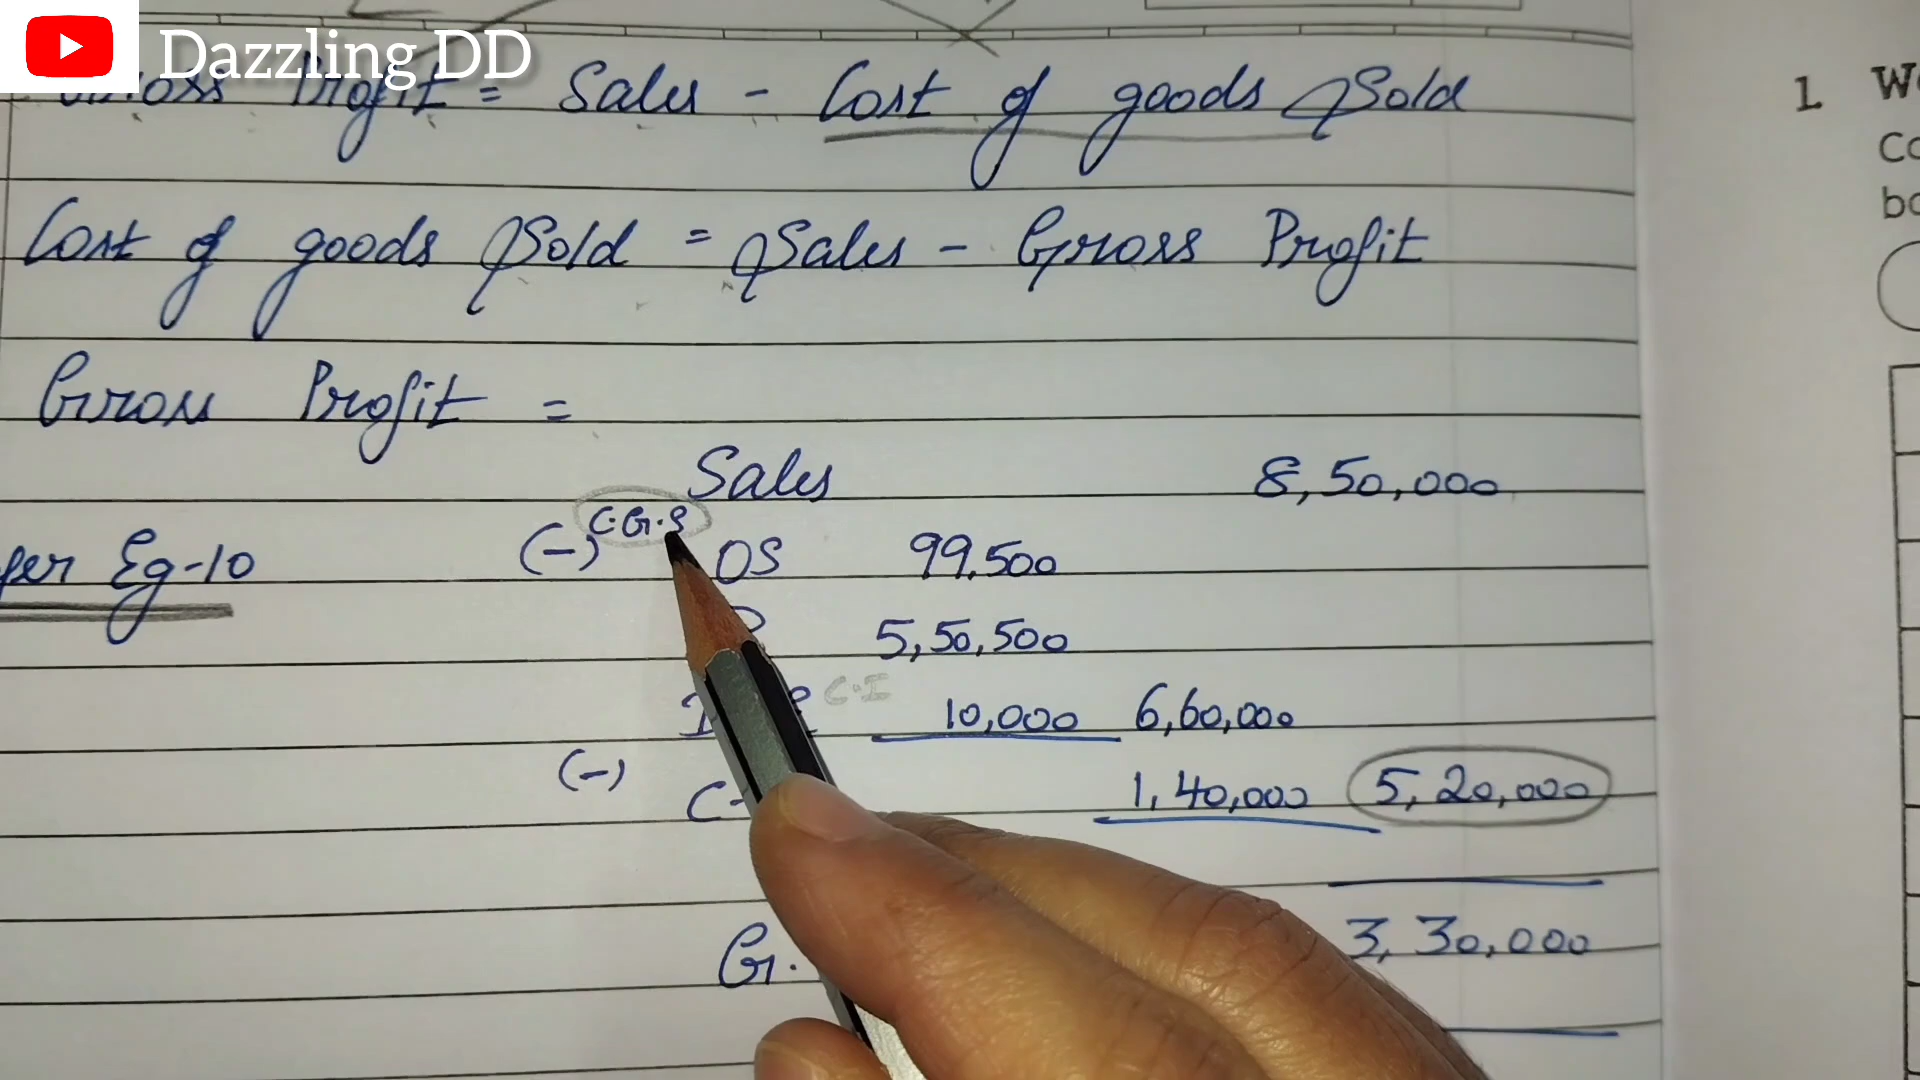 Dazzling DD
Gross Profit = Sales - Cost of goods Sold
Cost of goods Sold = Sales - Gross Profit
Gross Profit =
Sales 8,50,000
(-) C.G.S
per Eg-10 OS 99,500
5,50,500
C.I 10,000 6,60,000
(-) 1,40,000 5,20,000
G. 3,30,000
1